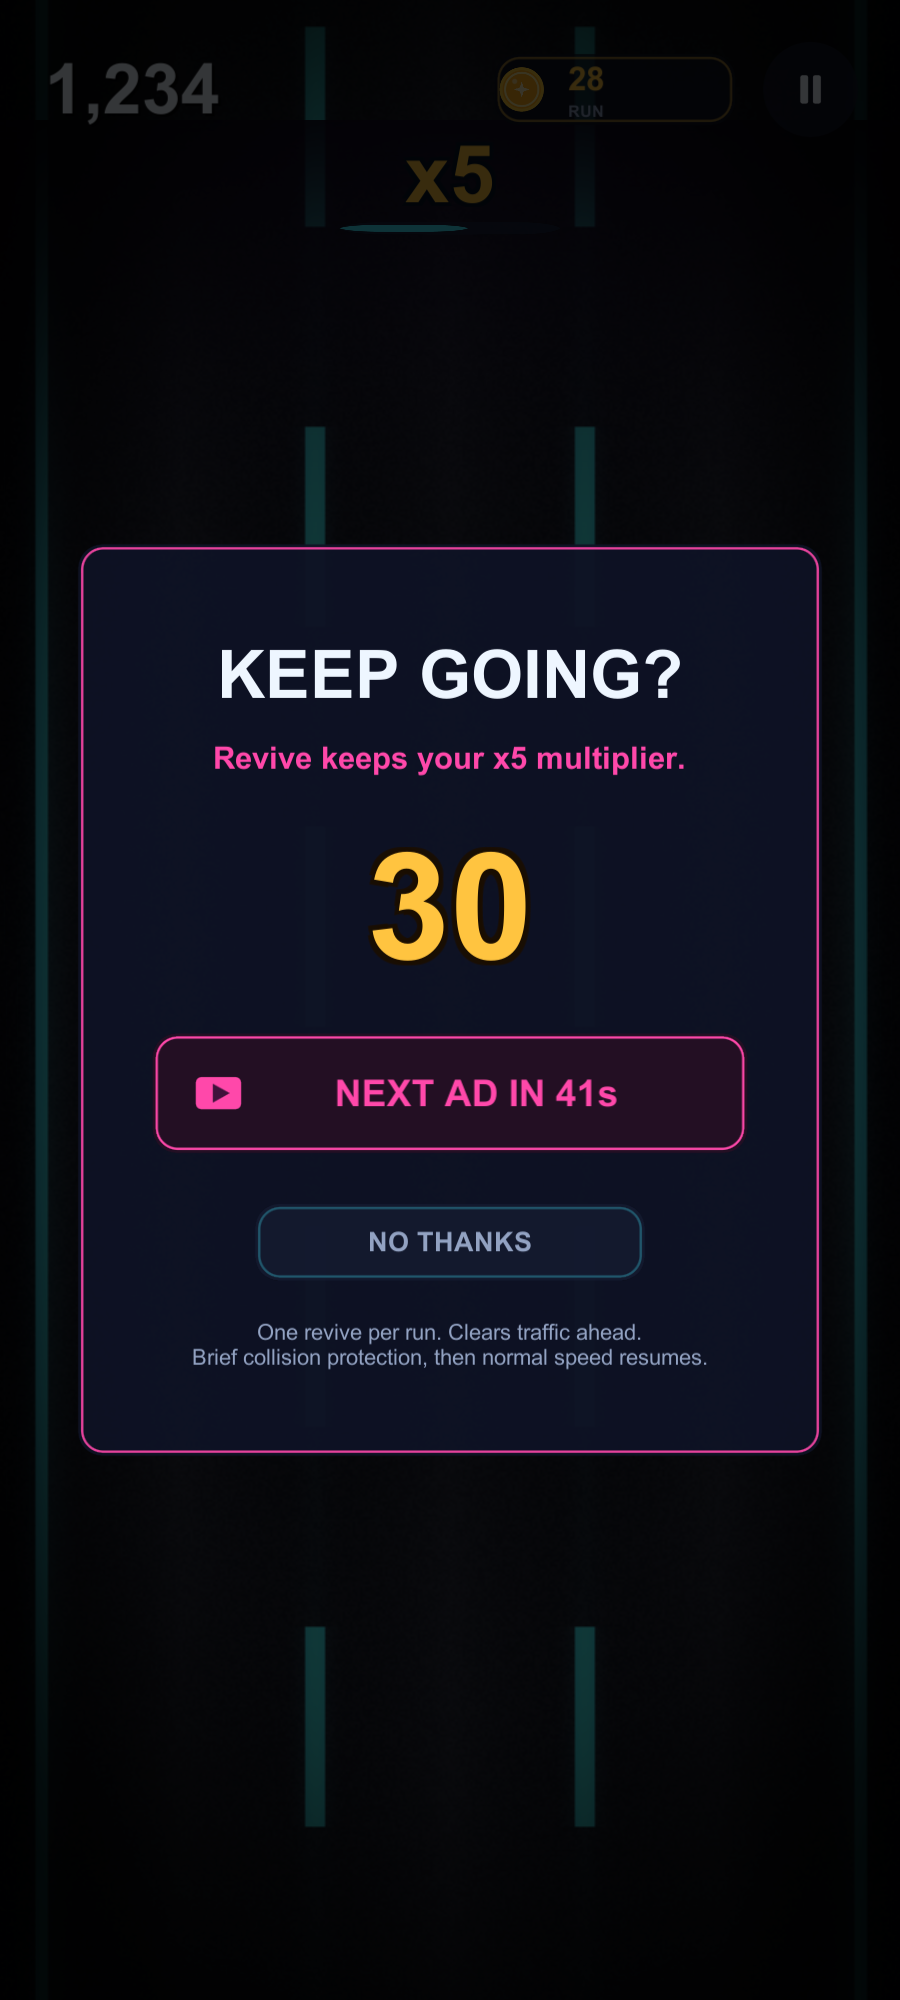 1,234
28
RUN
x5
KEEP GOING?
Revive keeps your x5 multiplier.
30
NEXT AD IN 41s
NO THANKS
One revive per run. Clears traffic ahead.
Brief collision protection, then normal speed resumes.